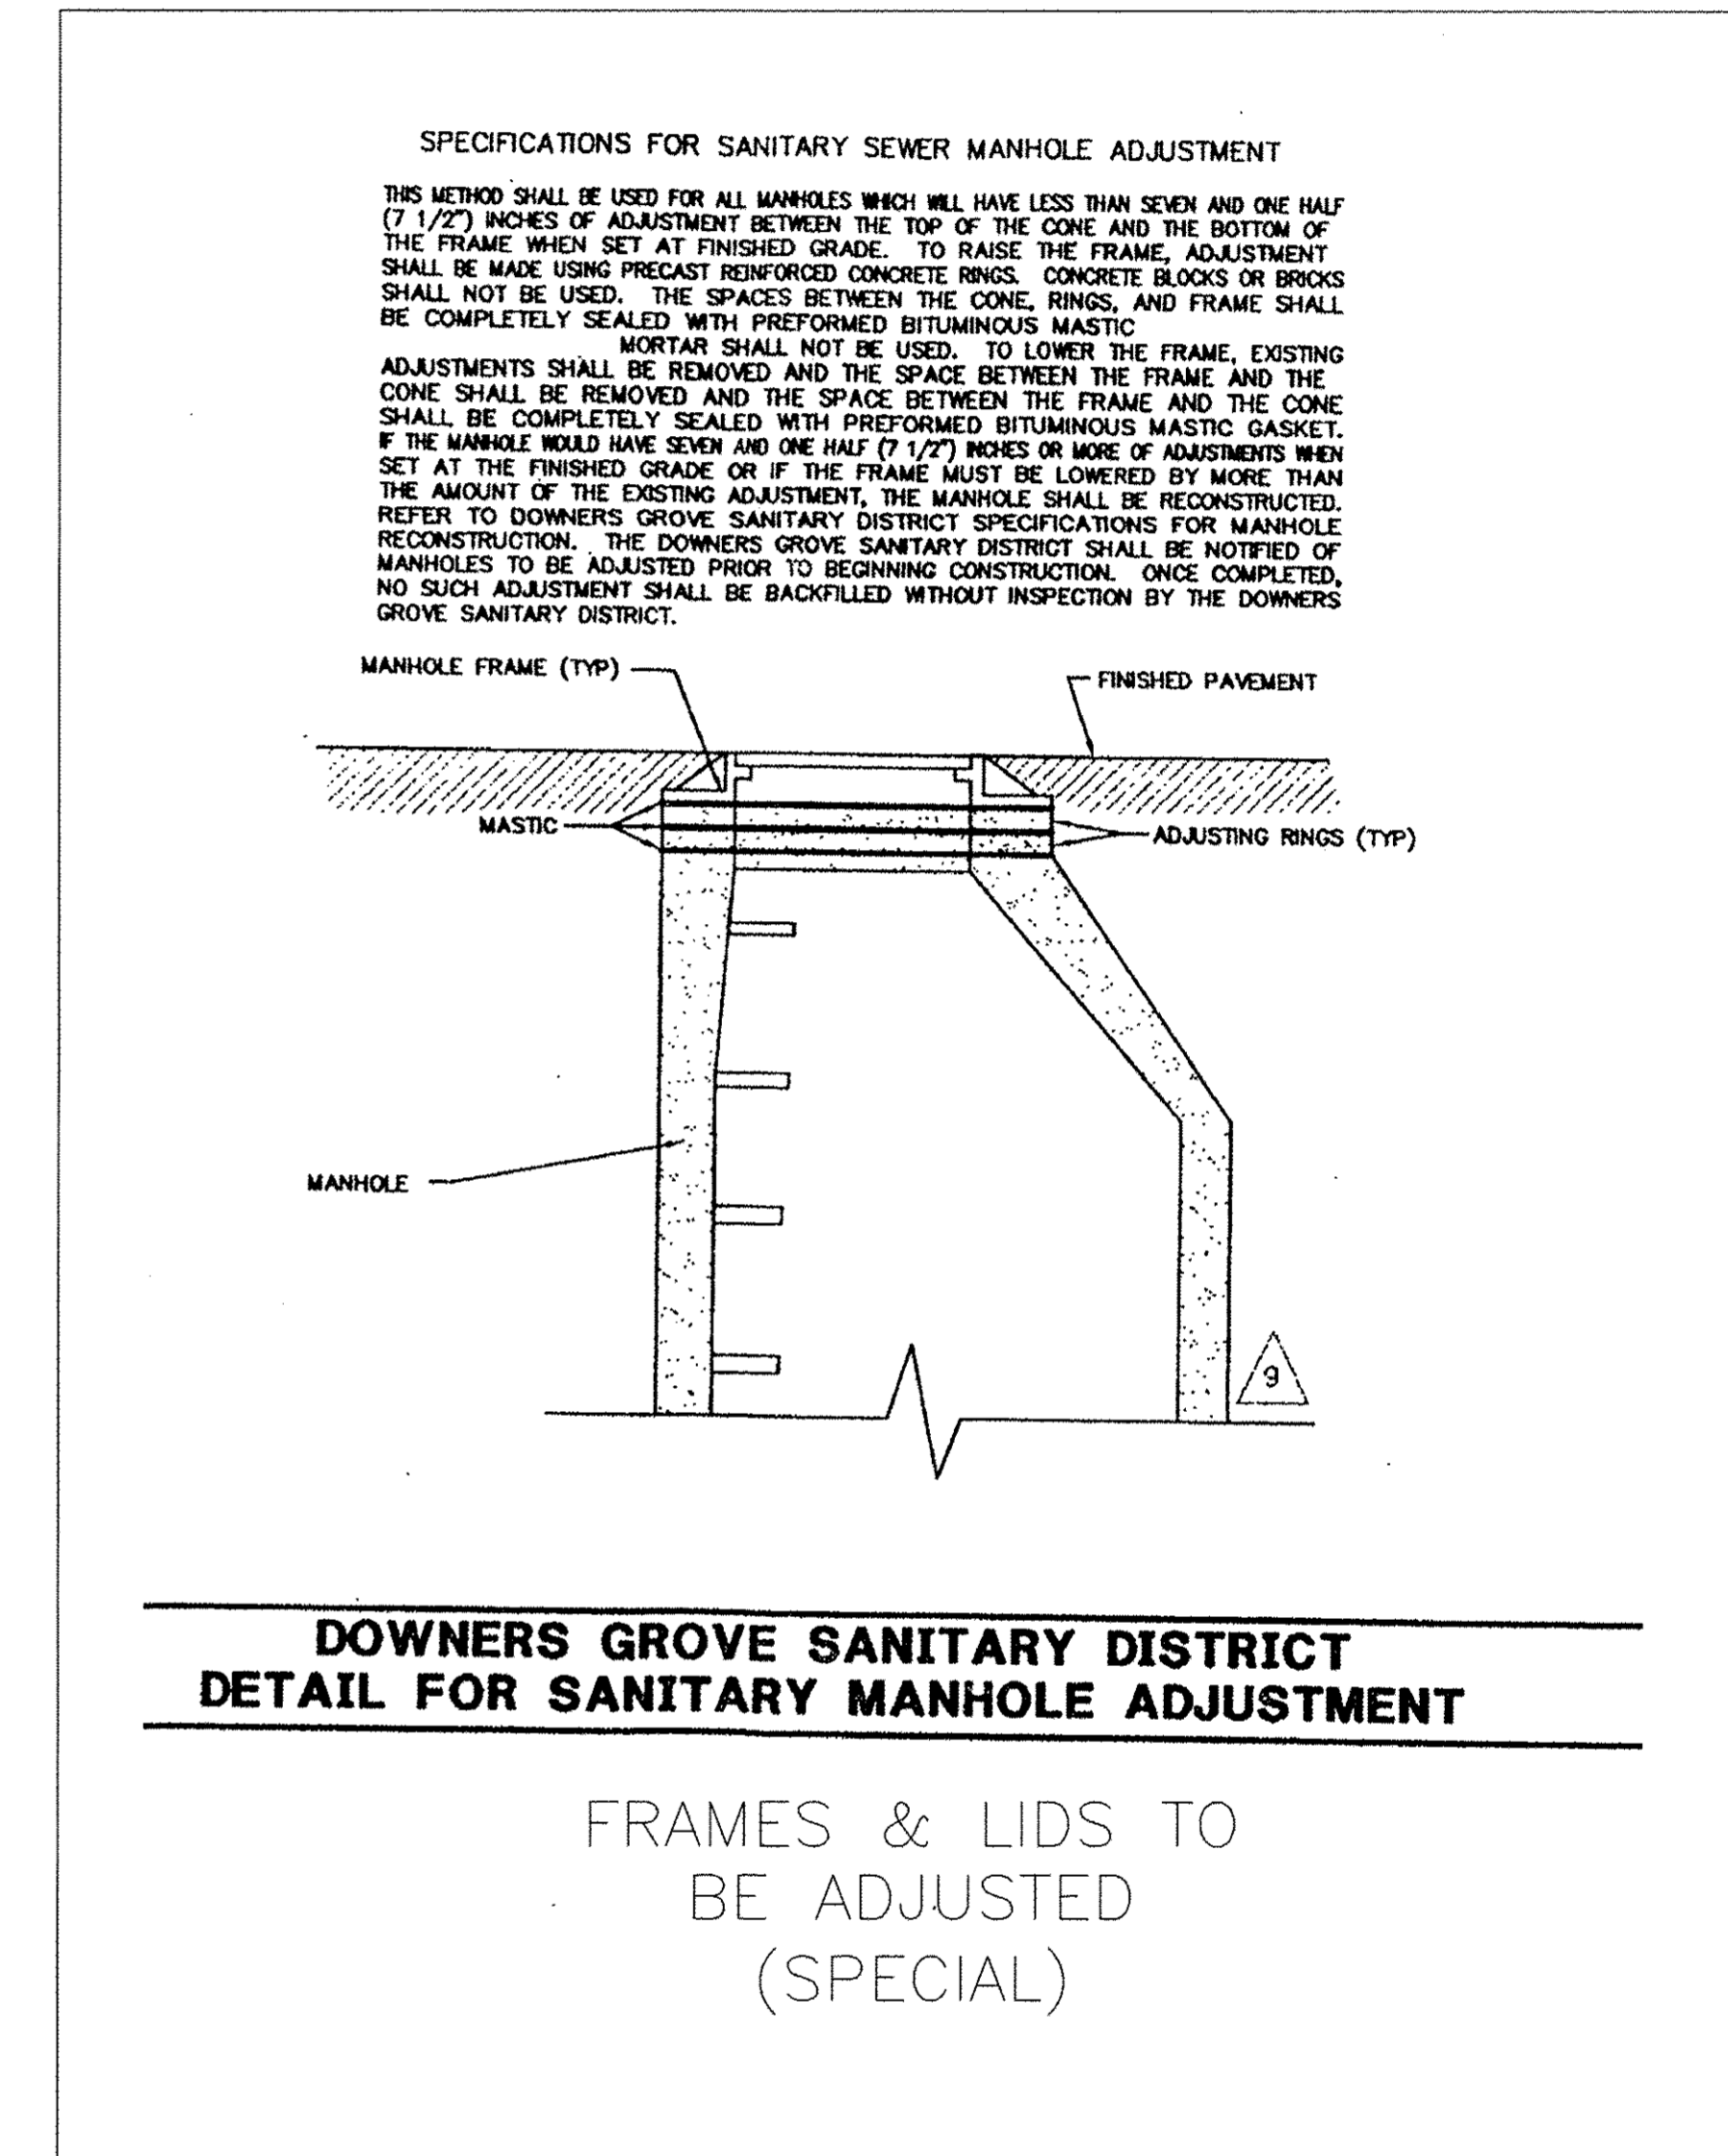 SPECIFICATIONS FOR SANITARY SEWER MANHOLE ADJUSTMENT
THIS METHOD SHALL BE USED FOR ALL MANHOLES WHICH WILL HAVE LESS THAN SEVEN AND ONE HALF
(7 1/2") INCHES OF ADJUSTMENT BETWEEN THE TOP OF THE CONE AND THE BOTTOM OF
THE FRAME WHEN SET AT FINISHED GRADE. TO RAISE THE FRAME, ADJUSTMENT
SHALL BE MADE USING PRECAST REINFORCED CONCRETE RINGS. CONCRETE BLOCKS OR BRICKS
SHALL NOT BE USED. THE SPACES BETWEEN THE CONE, RINGS, AND FRAME SHALL
BE COMPLETELY SEALED WITH PREFORMED BITUMINOUS MASTIC
MORTAR SHALL NOT BE USED. TO LOWER THE FRAME, EXISTING
ADJUSTMENTS SHALL BE REMOVED AND THE SPACE BETWEEN THE FRAME AND THE
CONE SHALL BE REMOVED AND THE SPACE BETWEEN THE FRAME AND THE CONE
SHALL BE COMPLETELY SEALED WITH PREFORMED BITUMINOUS MASTIC GASKET.
IF THE MANHOLE WOULD HAVE SEVEN AND ONE HALF (7 1/2") INCHES OR MORE OF ADJUSTMENTS WHEN
SET AT THE FINISHED GRADE OR IF THE FRAME MUST BE LOWERED BY MORE THAN
THE AMOUNT OF THE EXISTING ADJUSTMENT, THE MANHOLE SHALL BE RECONSTRUCTED.
REFER TO DOWNERS GROVE SANITARY DISTRICT SPECIFICATIONS FOR MANHOLE
RECONSTRUCTION. THE DOWNERS GROVE SANITARY DISTRICT SHALL BE NOTIFIED OF
MANHOLES TO BE ADJUSTED PRIOR TO BEGINNING CONSTRUCTION. ONCE COMPLETED,
NO SUCH ADJUSTMENT SHALL BE BACKFILLED WITHOUT INSPECTION BY THE DOWNERS
GROVE SANITARY DISTRICT.
MANHOLE FRAME (TYP)
FINISHED PAVEMENT
MASTIC
ADJUSTING RINGS (TYP)
MANHOLE
9
DOWNERS GROVE SANITARY DISTRICT
DETAIL FOR SANITARY MANHOLE ADJUSTMENT
FRAMES & LIDS TO
BE ADJUSTED
(SPECIAL)